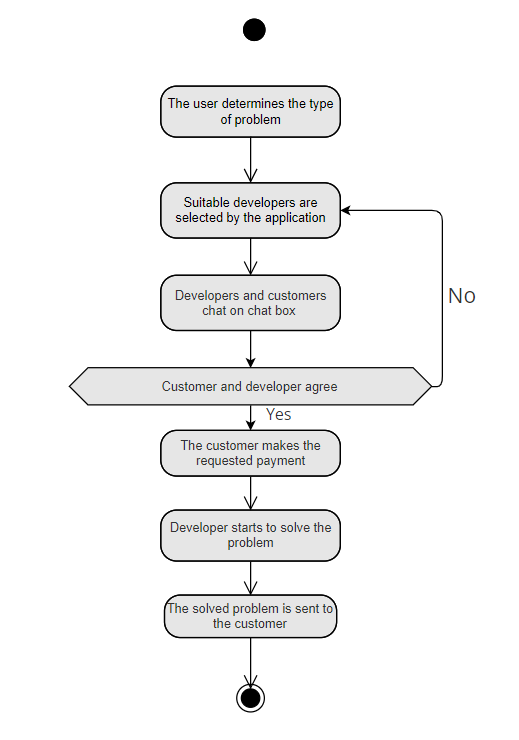 The user determines the type
of problem
Suitable developers are
selected by the application
No
Developers and customers
chat on chat box
Customer and developer agree
Yes
The customer makes the
requested payment
Developer starts to solve the
problem
The solved problem is sent to
the customer